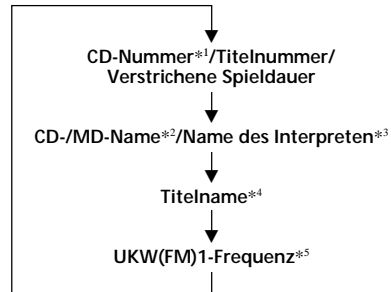 CD-Nummer*1/Titelnummer/
Verstrichene Spieldauer
CD-/MD-Name*2/Name des Interpreten*3
Titelname*4
UKW(FM)1-Frequenz*5